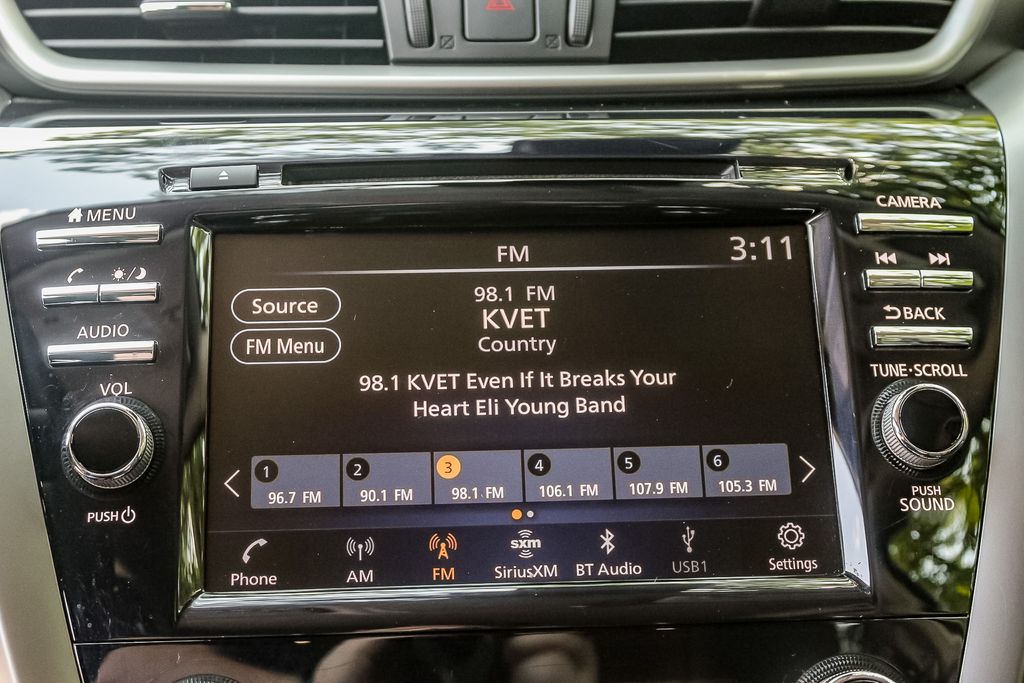 MENU
CAMERA
FM
3:11
AUDIO
VOL
PUSH
BACK
TUNE·SCROLL
PUSH
SOUND
Source
FM Menu
98.1 FM
KVET
Country
98.1 KVET Even If It Breaks Your
Heart Eli Young Band
1 2 3 4 5 6
96.7 FM 90.1 FM 98.1 FM 106.1 FM 107.9 FM 105.3 FM
sxm
Phone AM FM SiriusXM BT Audio USB1 Settings